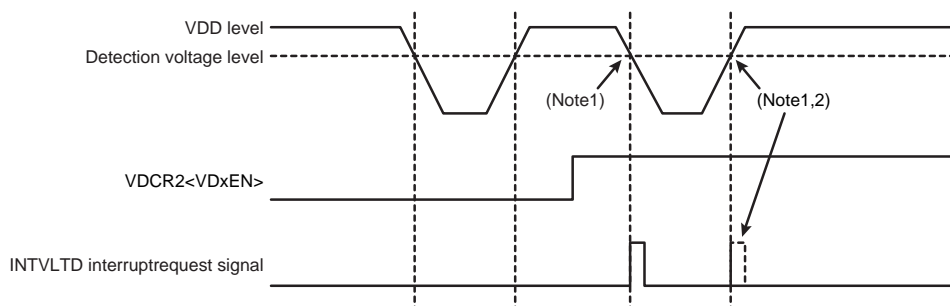 VDD level
Detection voltage level
(Note1)
(Note1,2)
VDCR2<VDxEN>
INTVLTD interruptrequest signal